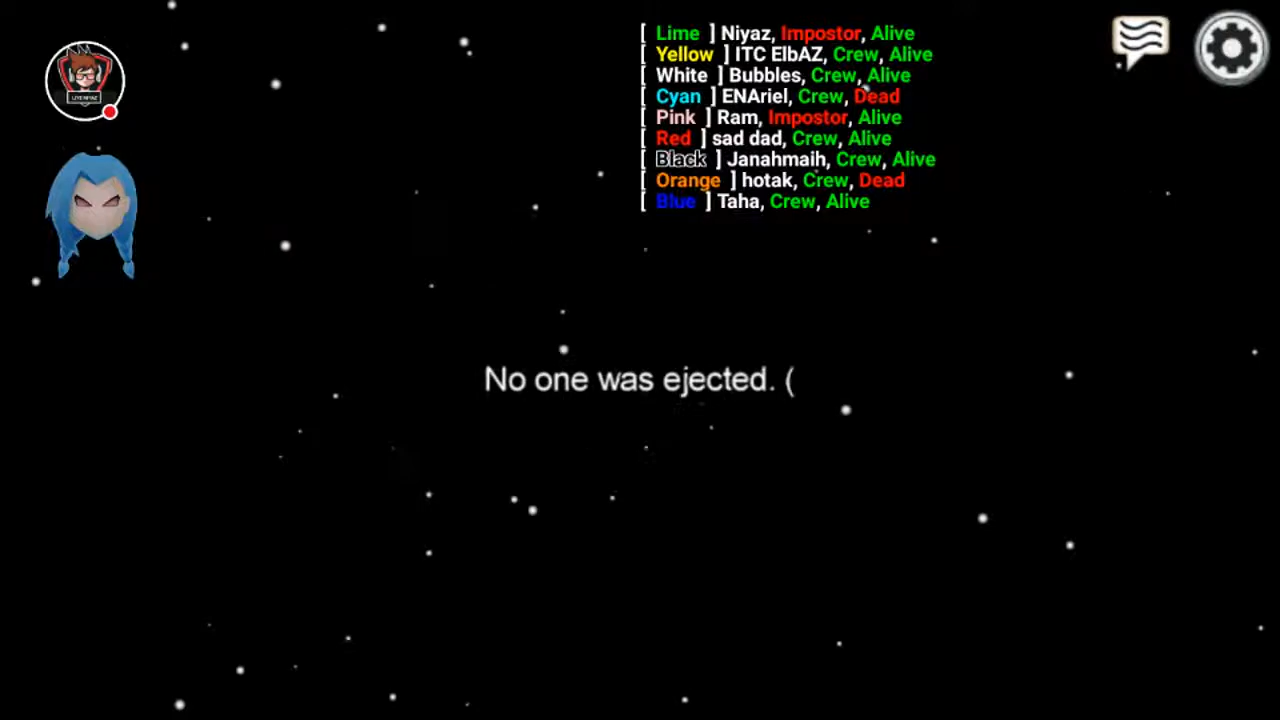 [ Lime ] Niyaz, Impostor, Alive
[ Yellow ] ITC ElbAZ, Crew, Alive
[ White ] Bubbles, Crew, Alive
[ Cyan ] ENAriel, Crew, Dead
[ Pink ] Ram, Impostor, Alive
[ Red ] sad dad, Crew, Alive
[ Black ] Janahmaih, Crew, Alive
[ Orange ] hotak, Crew, Dead
[ Blue ] Taha, Crew, Alive
No one was ejected. (